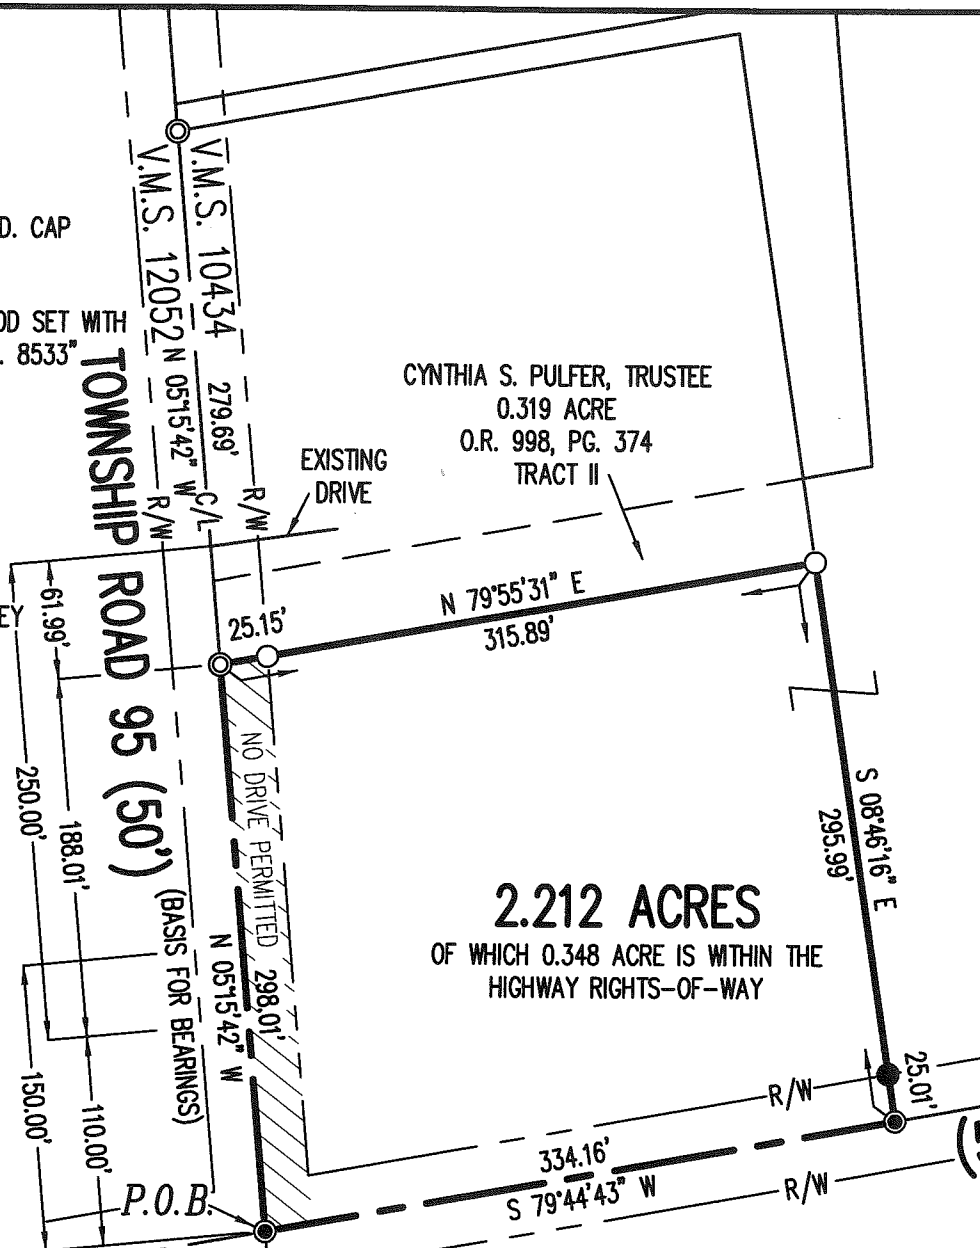 D. CAP
OD SET WITH
. 8533"
V.M.S. 10434
V.M.S. 12052
N 05°15'42" W
279.69'
R/W
C/L
R/W
TOWNSHIP ROAD 95 (50')
(BASIS FOR BEARINGS)
CYNTHIA S. PULFER, TRUSTEE
0.319 ACRE
O.R. 998, PG. 374
TRACT II
EXISTING
DRIVE
EY
61.99'
250.00'
188.01'
150.00'
110.00'
25.15'
N 79°55'31" E
315.89'
NO DRIVE PERMITTED
298.01'
N 05°15'42" W
S 08°46'16" E
295.99'
2.212 ACRES
OF WHICH 0.348 ACRE IS WITHIN THE
HIGHWAY RIGHTS-OF-WAY
25.01'
R/W
334.16'
S 79°44'43" W
R/W
P.O.B.